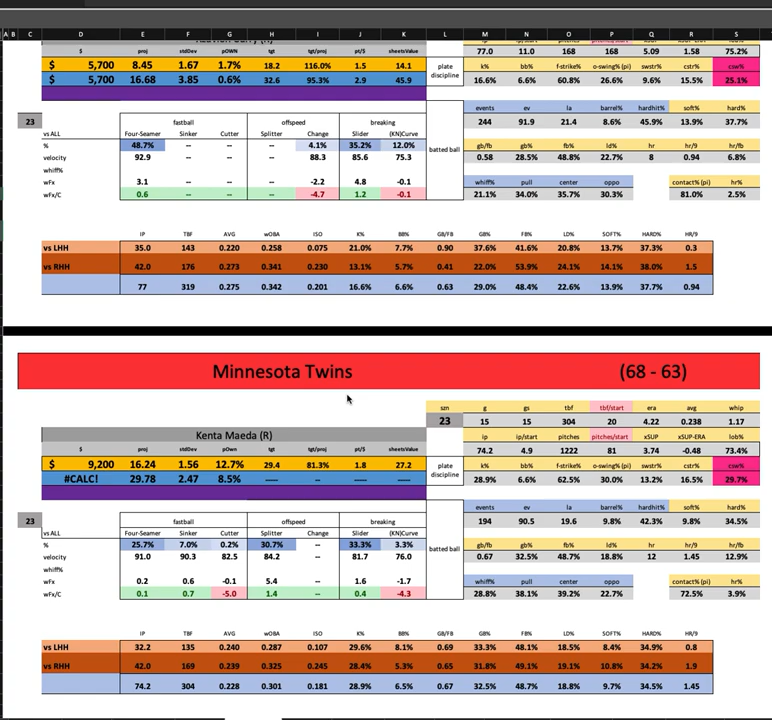 A B C D E F G H I J K L M N O P Q R S
$ proj stdDev pOWN tgt tgt/proj pt/$ sheetsValue 77.0 11.0 168 168 5.09 1.58 75.2%
$ 5,700 8.45 1.67 1.7% 18.2 116.0% 1.5 14.1 plate discipline k% bb% f-strike% o-swing% (pi) swstr% cstr% csw%
$ 5,700 16.68 3.85 0.6% 32.6 95.3% 2.9 45.9 16.6% 6.6% 60.8% 26.6% 9.6% 15.5% 25.1%
events ev la barrel% hardhit% soft% hard%
23 fastball offspeed breaking 244 91.9 21.4 8.6% 45.9% 13.9% 37.7%
vs ALL Four-Seamer Sinker Cutter Splitter Change Slider (KN)Curve
% 48.7% -- -- -- 4.1% 35.2% 12.0% batted ball gb/fb gb% fb% ld% hr hr/9 hr/fb
velocity 92.9 -- -- -- 88.3 85.6 75.3 0.58 28.5% 48.8% 22.7% 8 0.94 6.8%
whiff%
wFx 3.1 -- -- -- -2.2 4.8 -0.1 whiff% pull center oppo contact% (pi) hr%
wFx/C 0.6 -- -- -- -4.7 1.2 -0.1 21.1% 34.0% 35.7% 30.3% 81.0% 2.5%
IP TBF AVG wOBA ISO K% BB% GB/FB GB% FB% LD% SOFT% HARD% HR/9
vs LHH 35.0 143 0.220 0.258 0.075 21.0% 7.7% 0.90 37.6% 41.6% 20.8% 13.7% 37.3% 0.3
vs RHH 42.0 176 0.273 0.341 0.230 13.1% 5.7% 0.41 22.0% 53.9% 24.1% 14.1% 38.0% 1.5
77 319 0.275 0.342 0.201 16.6% 6.6% 0.63 29.0% 48.4% 22.6% 13.9% 37.7% 0.94
Minnesota Twins (68 - 63)
szn g gs tbf tbf/start era avg whip
23 15 15 304 20 4.22 0.238 1.17
Kenta Maeda (R) ip ip/start pitches pitches/start xSUP xSUP-ERA lob%
$ proj stdDev pOwn tgt tgt/proj pt/$ sheetsValue 74.2 4.9 1222 81 3.74 -0.48 73.4%
$ 9,200 16.24 1.56 12.7% 29.4 81.3% 1.8 27.2 plate discipline k% bb% f-strike% o-swing% (pi) swstr% cstr% csw%
#CALC! 29.78 2.47 8.5% ---- -- -- ---- 28.9% 6.6% 62.5% 30.0% 13.2% 16.5% 29.7%
events ev la barrel% hardhit% soft% hard%
23 fastball offspeed breaking 194 90.5 19.6 9.8% 42.3% 9.8% 34.5%
vs ALL Four-Seamer Sinker Cutter Splitter Change Slider (KN)Curve
% 25.7% 7.0% 0.2% 30.7% -- 33.3% 3.3% batted ball gb/fb gb% fb% ld% hr hr/9 hr/fb
velocity 91.0 90.3 82.5 84.2 -- 81.7 76.0 0.67 32.5% 48.7% 18.8% 12 1.45 12.9%
whiff%
wFx 0.2 0.6 -0.1 5.4 -- 1.6 -1.7 whiff% pull center oppo contact% (pi) hr%
wFx/C 0.1 0.7 -5.0 1.4 -- 0.4 -4.3 28.8% 38.1% 39.2% 22.7% 72.5% 3.9%
IP TBF AVG wOBA ISO K% BB% GB/FB GB% FB% LD% SOFT% HARD% HR/9
vs LHH 32.2 135 0.240 0.287 0.107 29.6% 8.1% 0.69 33.3% 48.1% 18.5% 8.4% 34.9% 0.8
vs RHH 42.0 169 0.239 0.325 0.245 28.4% 5.3% 0.65 31.8% 49.1% 19.1% 10.8% 34.2% 1.9
74.2 304 0.228 0.301 0.181 28.9% 6.5% 0.67 32.5% 48.7% 18.8% 9.7% 34.5% 1.45